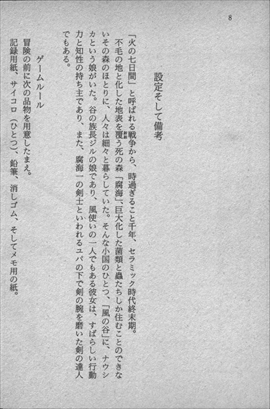 8
設定そして備考
「火の七日間」と呼ばれる戦争から、時過ぎること千年、セラミック時代終末期。
不毛の地と化した地表を覆う死の森「腐海」、巨大化した菌類と蟲たちしか住むことのできな
いその森のほとりに、人々は細々と暮らしていた。そんな小国のひとつ、「風の谷」に、ナウシ
カという娘がいた。谷の族長ジルの娘であり、風使いの一人でもある彼女は、すばらしい行動
力と知性の持ち主であり、また、腐海一の剣士といわれるユパの下で剣の腕を磨いた剣の達人
でもある。
ゲームルール
冒険の前に次の品物を用意したまえ。
記録用紙、サイコロ（ひとつ）、鉛筆、消しゴム、そしてメモ用の紙。